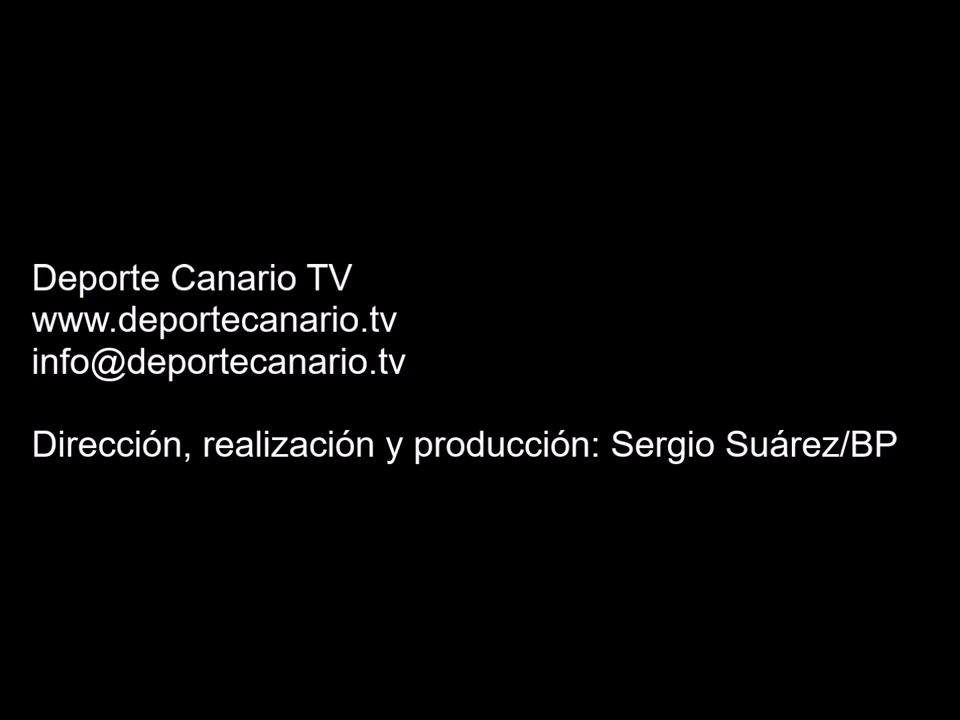 Deporte Canario TV
www.deportecanario.tv
info@deportecanario.tv
Dirección, realización y producción: Sergio Suárez/BP